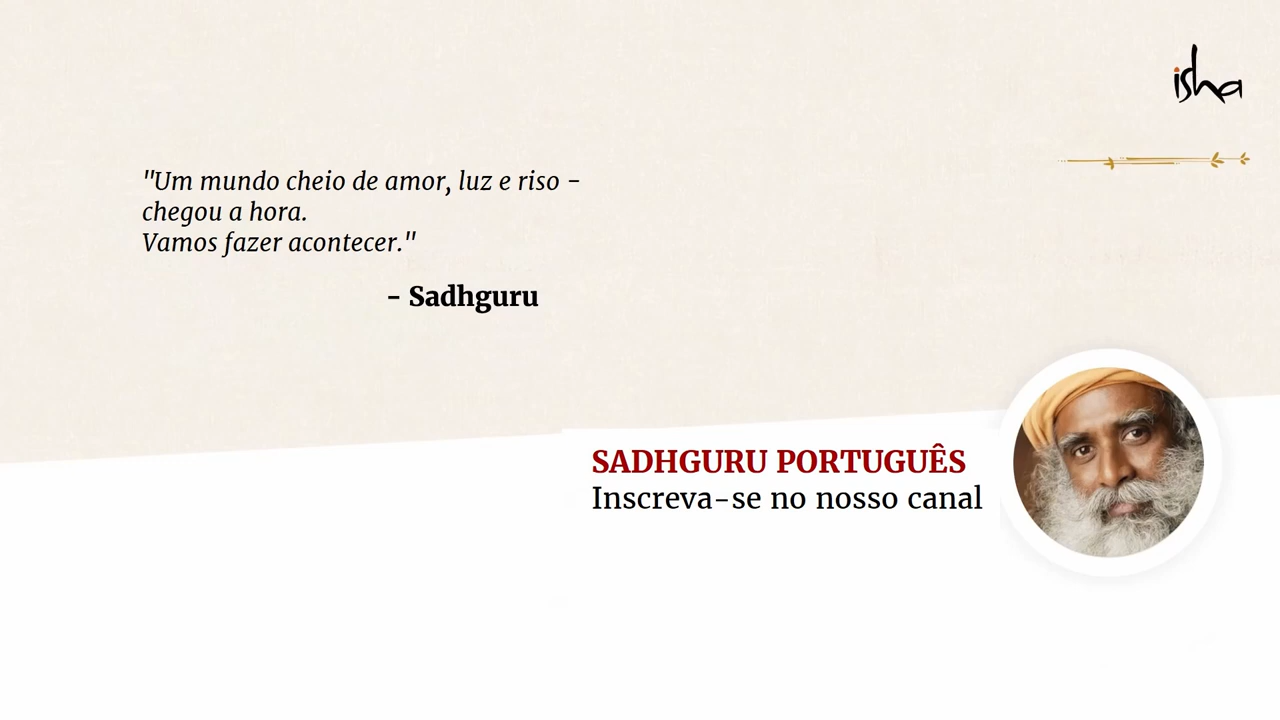 isha
"Um mundo cheio de amor, luz e riso –
chegou a hora.
Vamos fazer acontecer."
– Sadhguru
SADHGURU PORTUGUÊS
Inscreva-se no nosso canal